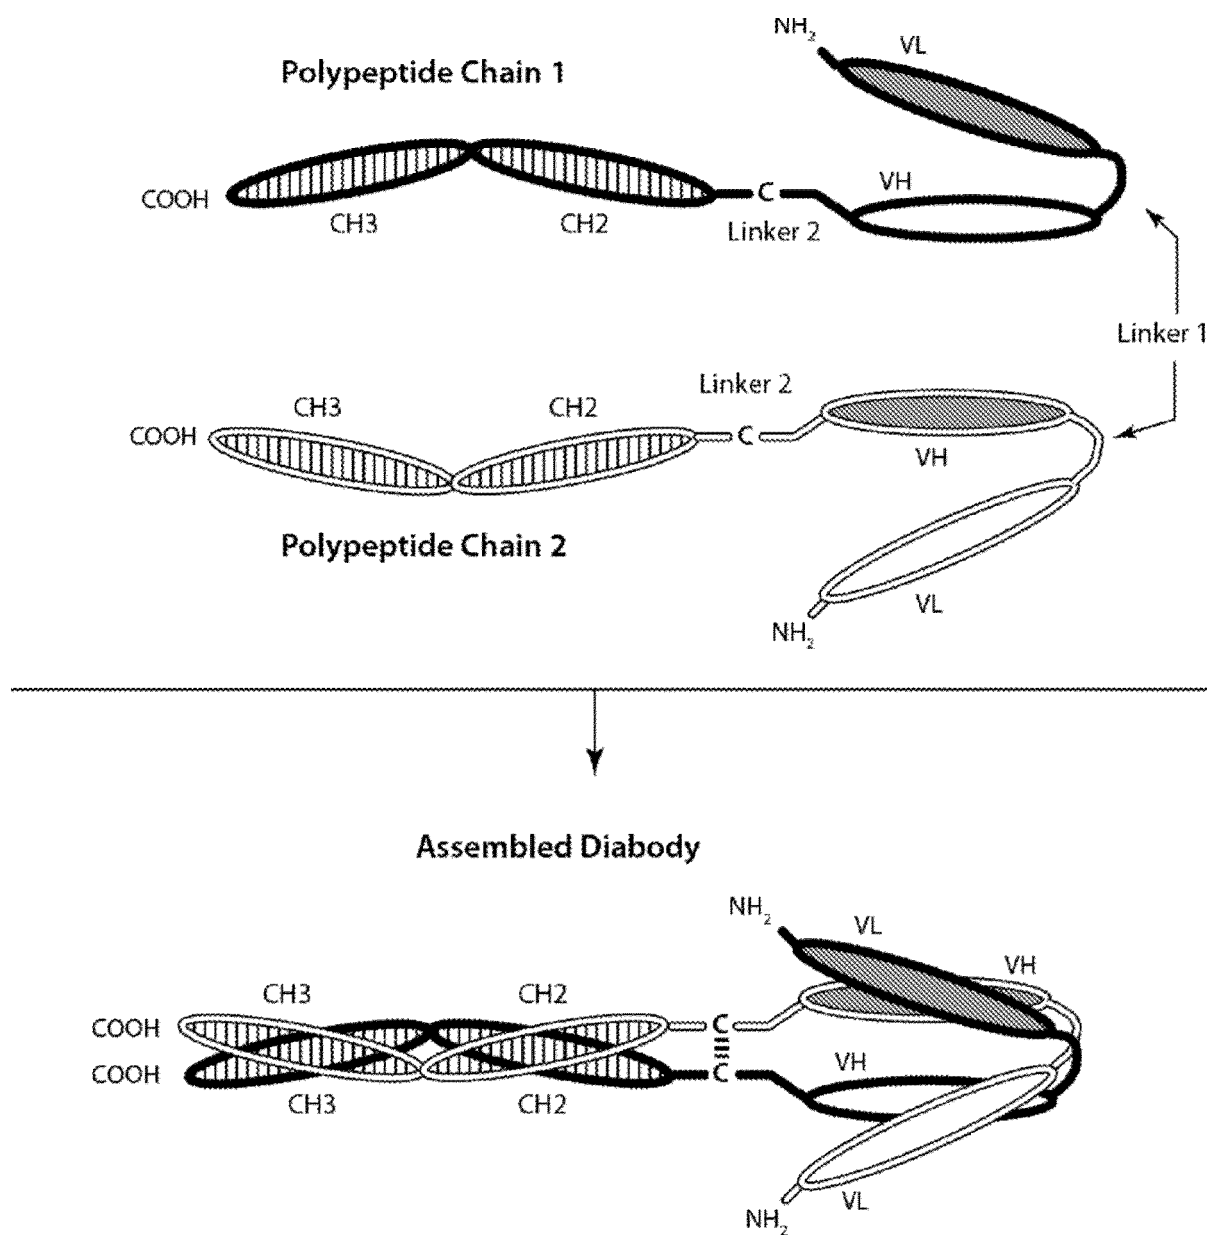 NH2
VL
Polypeptide Chain 1
COOH
CH3
CH2
C
Linker 2
VH
Linker 1
Linker 2
CH3
CH2
COOH
C
VH
Polypeptide Chain 2
VL
NH2
Assembled Diabody
NH2
VL
VH
CH3
CH2
COOH
C
COOH
C
VH
CH3
CH2
VL
NH2